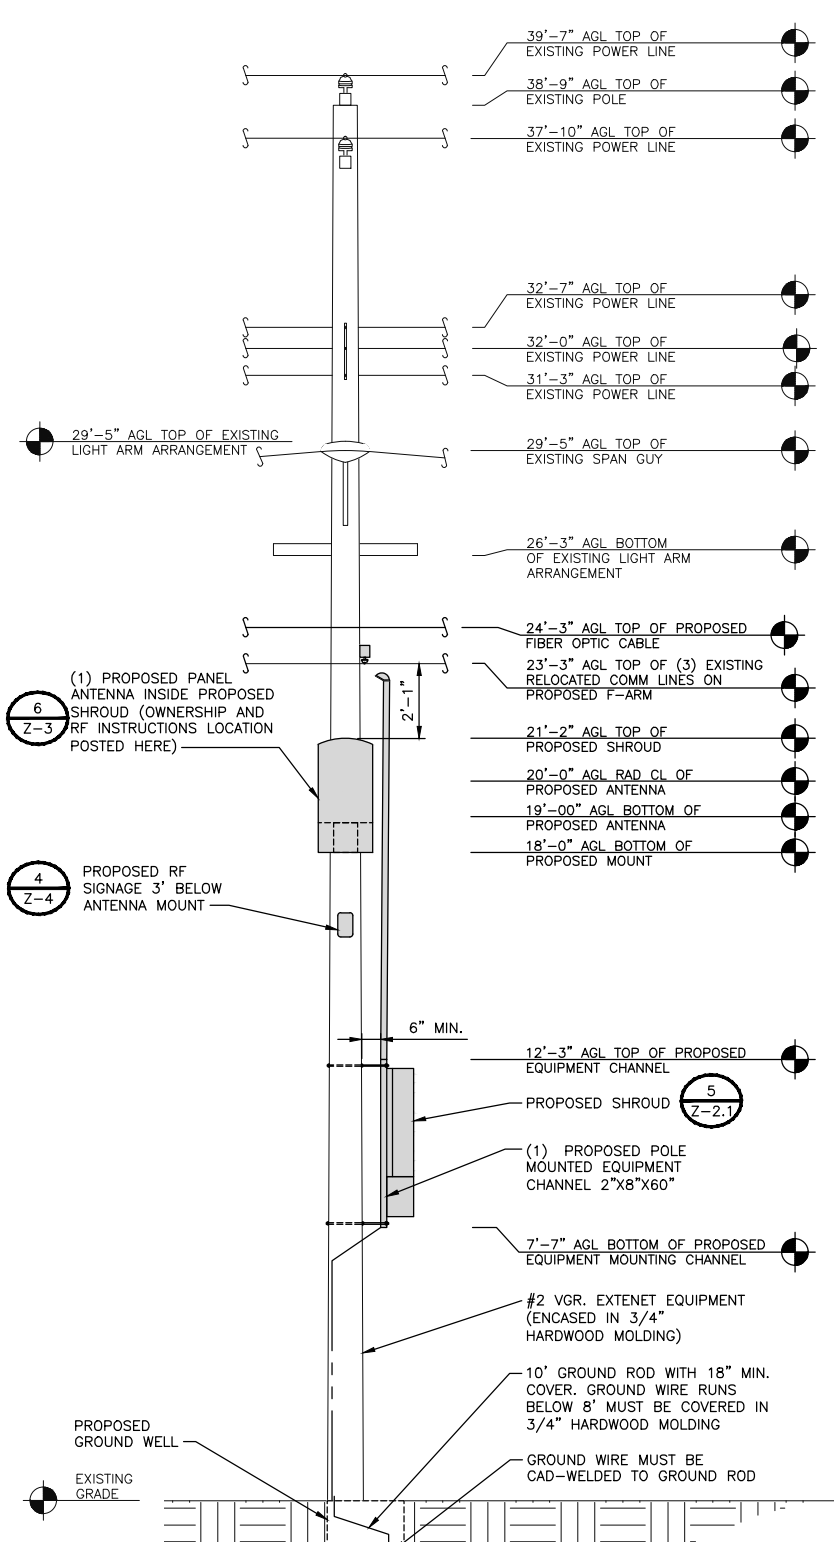 39'-7" AGL TOP OF
EXISTING POWER LINE
38'-9" AGL TOP OF
EXISTING POLE
37'-10" AGL TOP OF
EXISTING POWER LINE
32'-7" AGL TOP OF
EXISTING POWER LINE
32'-0" AGL TOP OF
EXISTING POWER LINE
31'-3" AGL TOP OF
EXISTING POWER LINE
29'-5" AGL TOP OF EXISTING
LIGHT ARM ARRANGEMENT
29'-5" AGL TOP OF
EXISTING SPAN GUY
26'-3" AGL BOTTOM
OF EXISTING LIGHT ARM
ARRANGEMENT
24'-3" AGL TOP OF PROPOSED
FIBER OPTIC CABLE
23'-3" AGL TOP OF (3) EXISTING
RELOCATED COMM LINES ON
PROPOSED F-ARM
6
Z-3
(1) PROPOSED PANEL
ANTENNA INSIDE PROPOSED
SHROUD (OWNERSHIP AND
RF INSTRUCTIONS LOCATION
POSTED HERE)
2'-1"
21'-2" AGL TOP OF
PROPOSED SHROUD
20'-0" AGL RAD CL OF
PROPOSED ANTENNA
19'-00" AGL BOTTOM OF
PROPOSED ANTENNA
18'-0" AGL BOTTOM OF
PROPOSED MOUNT
4
Z-4
PROPOSED RF
SIGNAGE 3' BELOW
ANTENNA MOUNT
6" MIN.
12'-3" AGL TOP OF PROPOSED
EQUIPMENT CHANNEL
PROPOSED SHROUD
5
Z-2.1
(1) PROPOSED POLE
MOUNTED EQUIPMENT
CHANNEL 2"X8"X60"
7'-7" AGL BOTTOM OF PROPOSED
EQUIPMENT MOUNTING CHANNEL
#2 VGR. EXTENET EQUIPMENT
(ENCASED IN 3/4"
HARDWOOD MOLDING)
10' GROUND ROD WITH 18" MIN.
COVER. GROUND WIRE RUNS
BELOW 8' MUST BE COVERED IN
3/4" HARDWOOD MOLDING
PROPOSED
GROUND WELL
GROUND WIRE MUST BE
CAD-WELDED TO GROUND ROD
EXISTING
GRADE